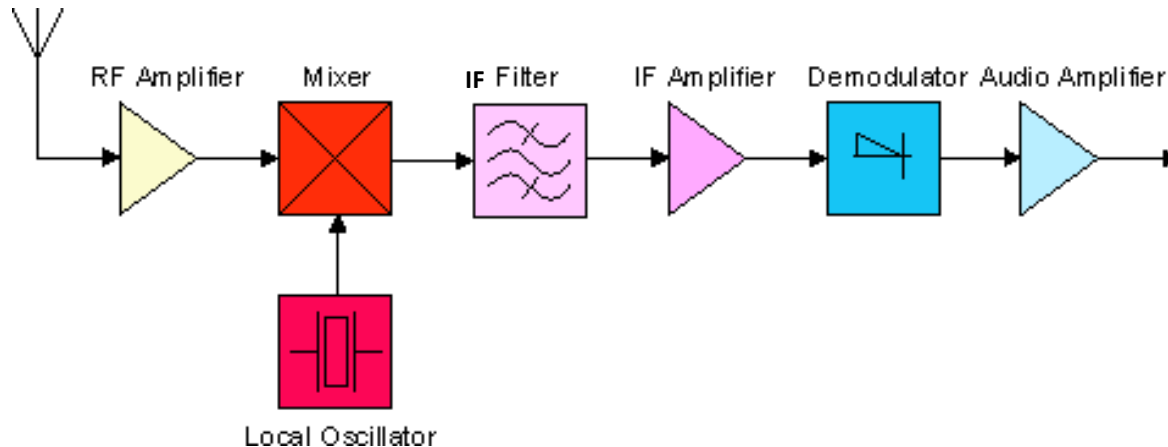 RF Amplifier
Mixer
IF Filter
IF Amplifier
Demodulator
Audio Amplifier
Local Oscillator